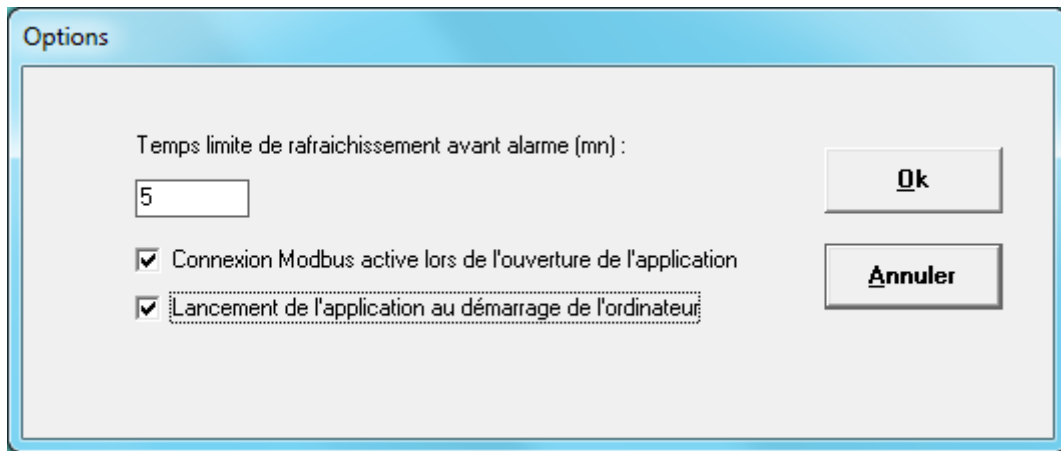 Options
Temps limite de rafraichissement avant alarme (mn) :
5
Ok
Connexion Modbus active lors de l'ouverture de l'application
Annuler
Lancement de l'application au démarrage de l'ordinateur